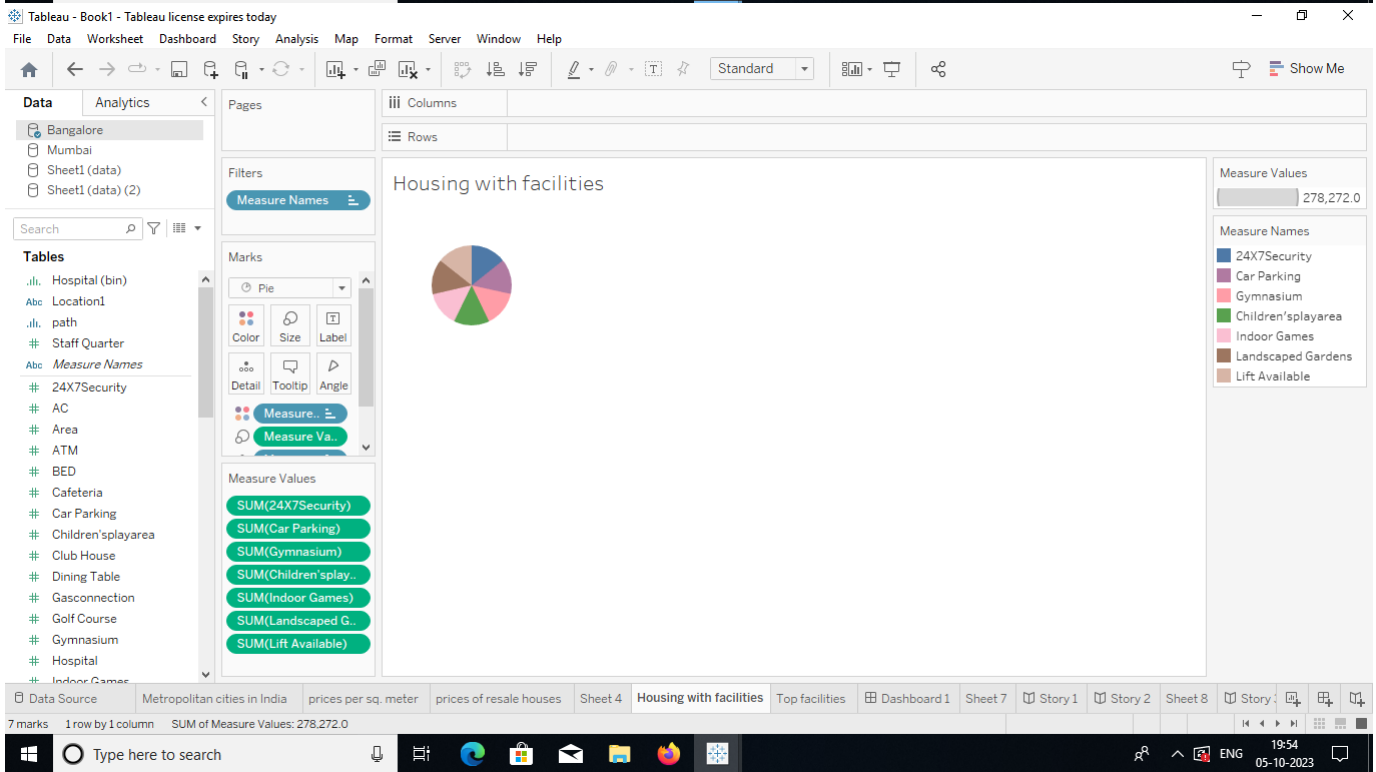 Tableau - Book1 - Tableau license expires today
File Data Worksheet Dashboard Story Analysis Map Format Server Window Help
Standard
Show Me
Data Analytics
Bangalore
Mumbai
Sheet1 (data)
Sheet1 (data) (2)
Search
Tables
Hospital (bin)
Abc Location1
path
# Staff Quarter
Abc Measure Names
# 24X7Security
# AC
# Area
# ATM
# BED
# Cafeteria
# Car Parking
# Children'splayarea
# Club House
# Dining Table
# Gasconnection
# Golf Course
# Gymnasium
# Hospital
# Indoor Games
Pages
Filters
Measure Names
Marks
Pie
Color Size Label
Detail Tooltip Angle
Measure..
Measure Va..
Measure Values
SUM(24X7Security)
SUM(Car Parking)
SUM(Gymnasium)
SUM(Children'splay..
SUM(Indoor Games)
SUM(Landscaped G..
SUM(Lift Available)
Columns
Rows
Housing with facilities
Measure Values
278,272.0
Measure Names
24X7Security
Car Parking
Gymnasium
Children'splayarea
Indoor Games
Landscaped Gardens
Lift Available
Data Source Metropolitan cities in India prices per sq. meter prices of resale houses Sheet 4 Housing with facilities Top facilities Dashboard 1 Sheet 7 Story 1 Story 2 Sheet 8 Story
7 marks 1 row by 1 column SUM of Measure Values: 278,272.0
Type here to search
ENG
19:54
05-10-2023